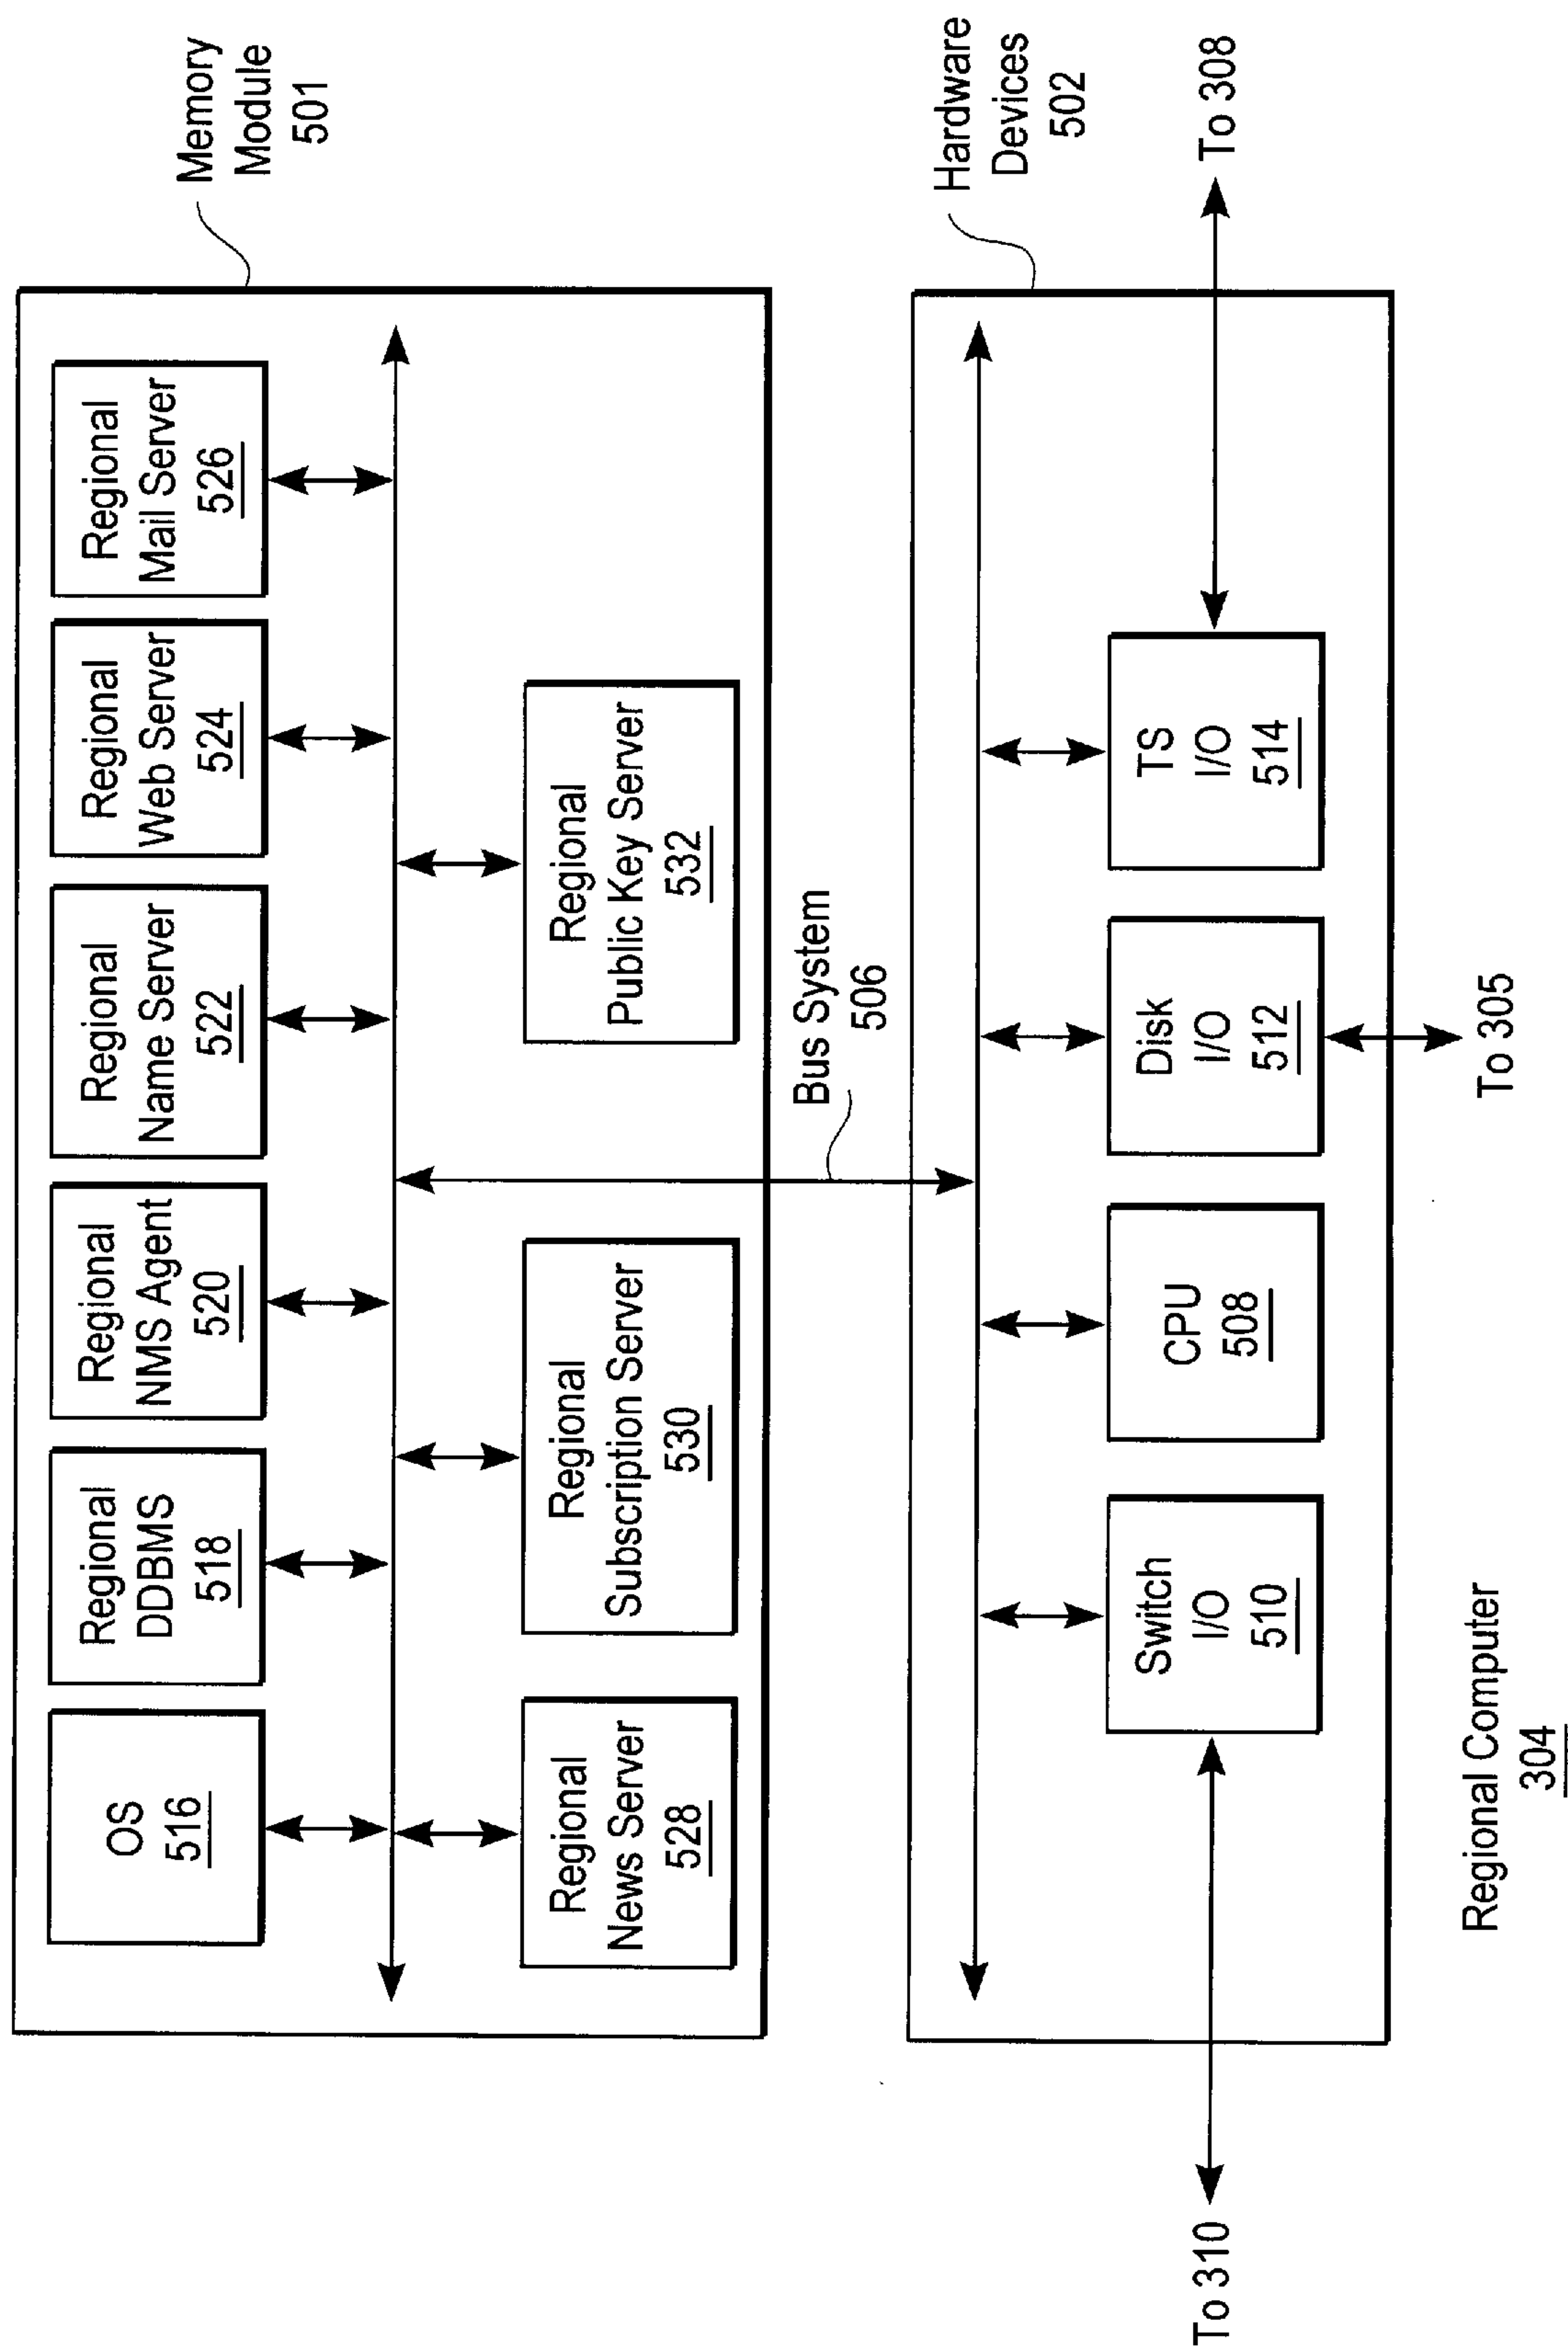 Memory
Module
501
OS
516
Regional
DDBMS
518
Regional
NMS Agent
520
Regional
Name Server
522
Regional
Web Server
524
Regional
Mail Server
526
Regional
News Server
528
Regional
Subscription Server
530
Regional
Public Key Server
532
Bus System
506
Hardware
Devices
502
To 310
Switch
I/O
510
CPU
508
Disk
I/O
512
TS
I/O
514
To 308
To 305
Regional Computer
304